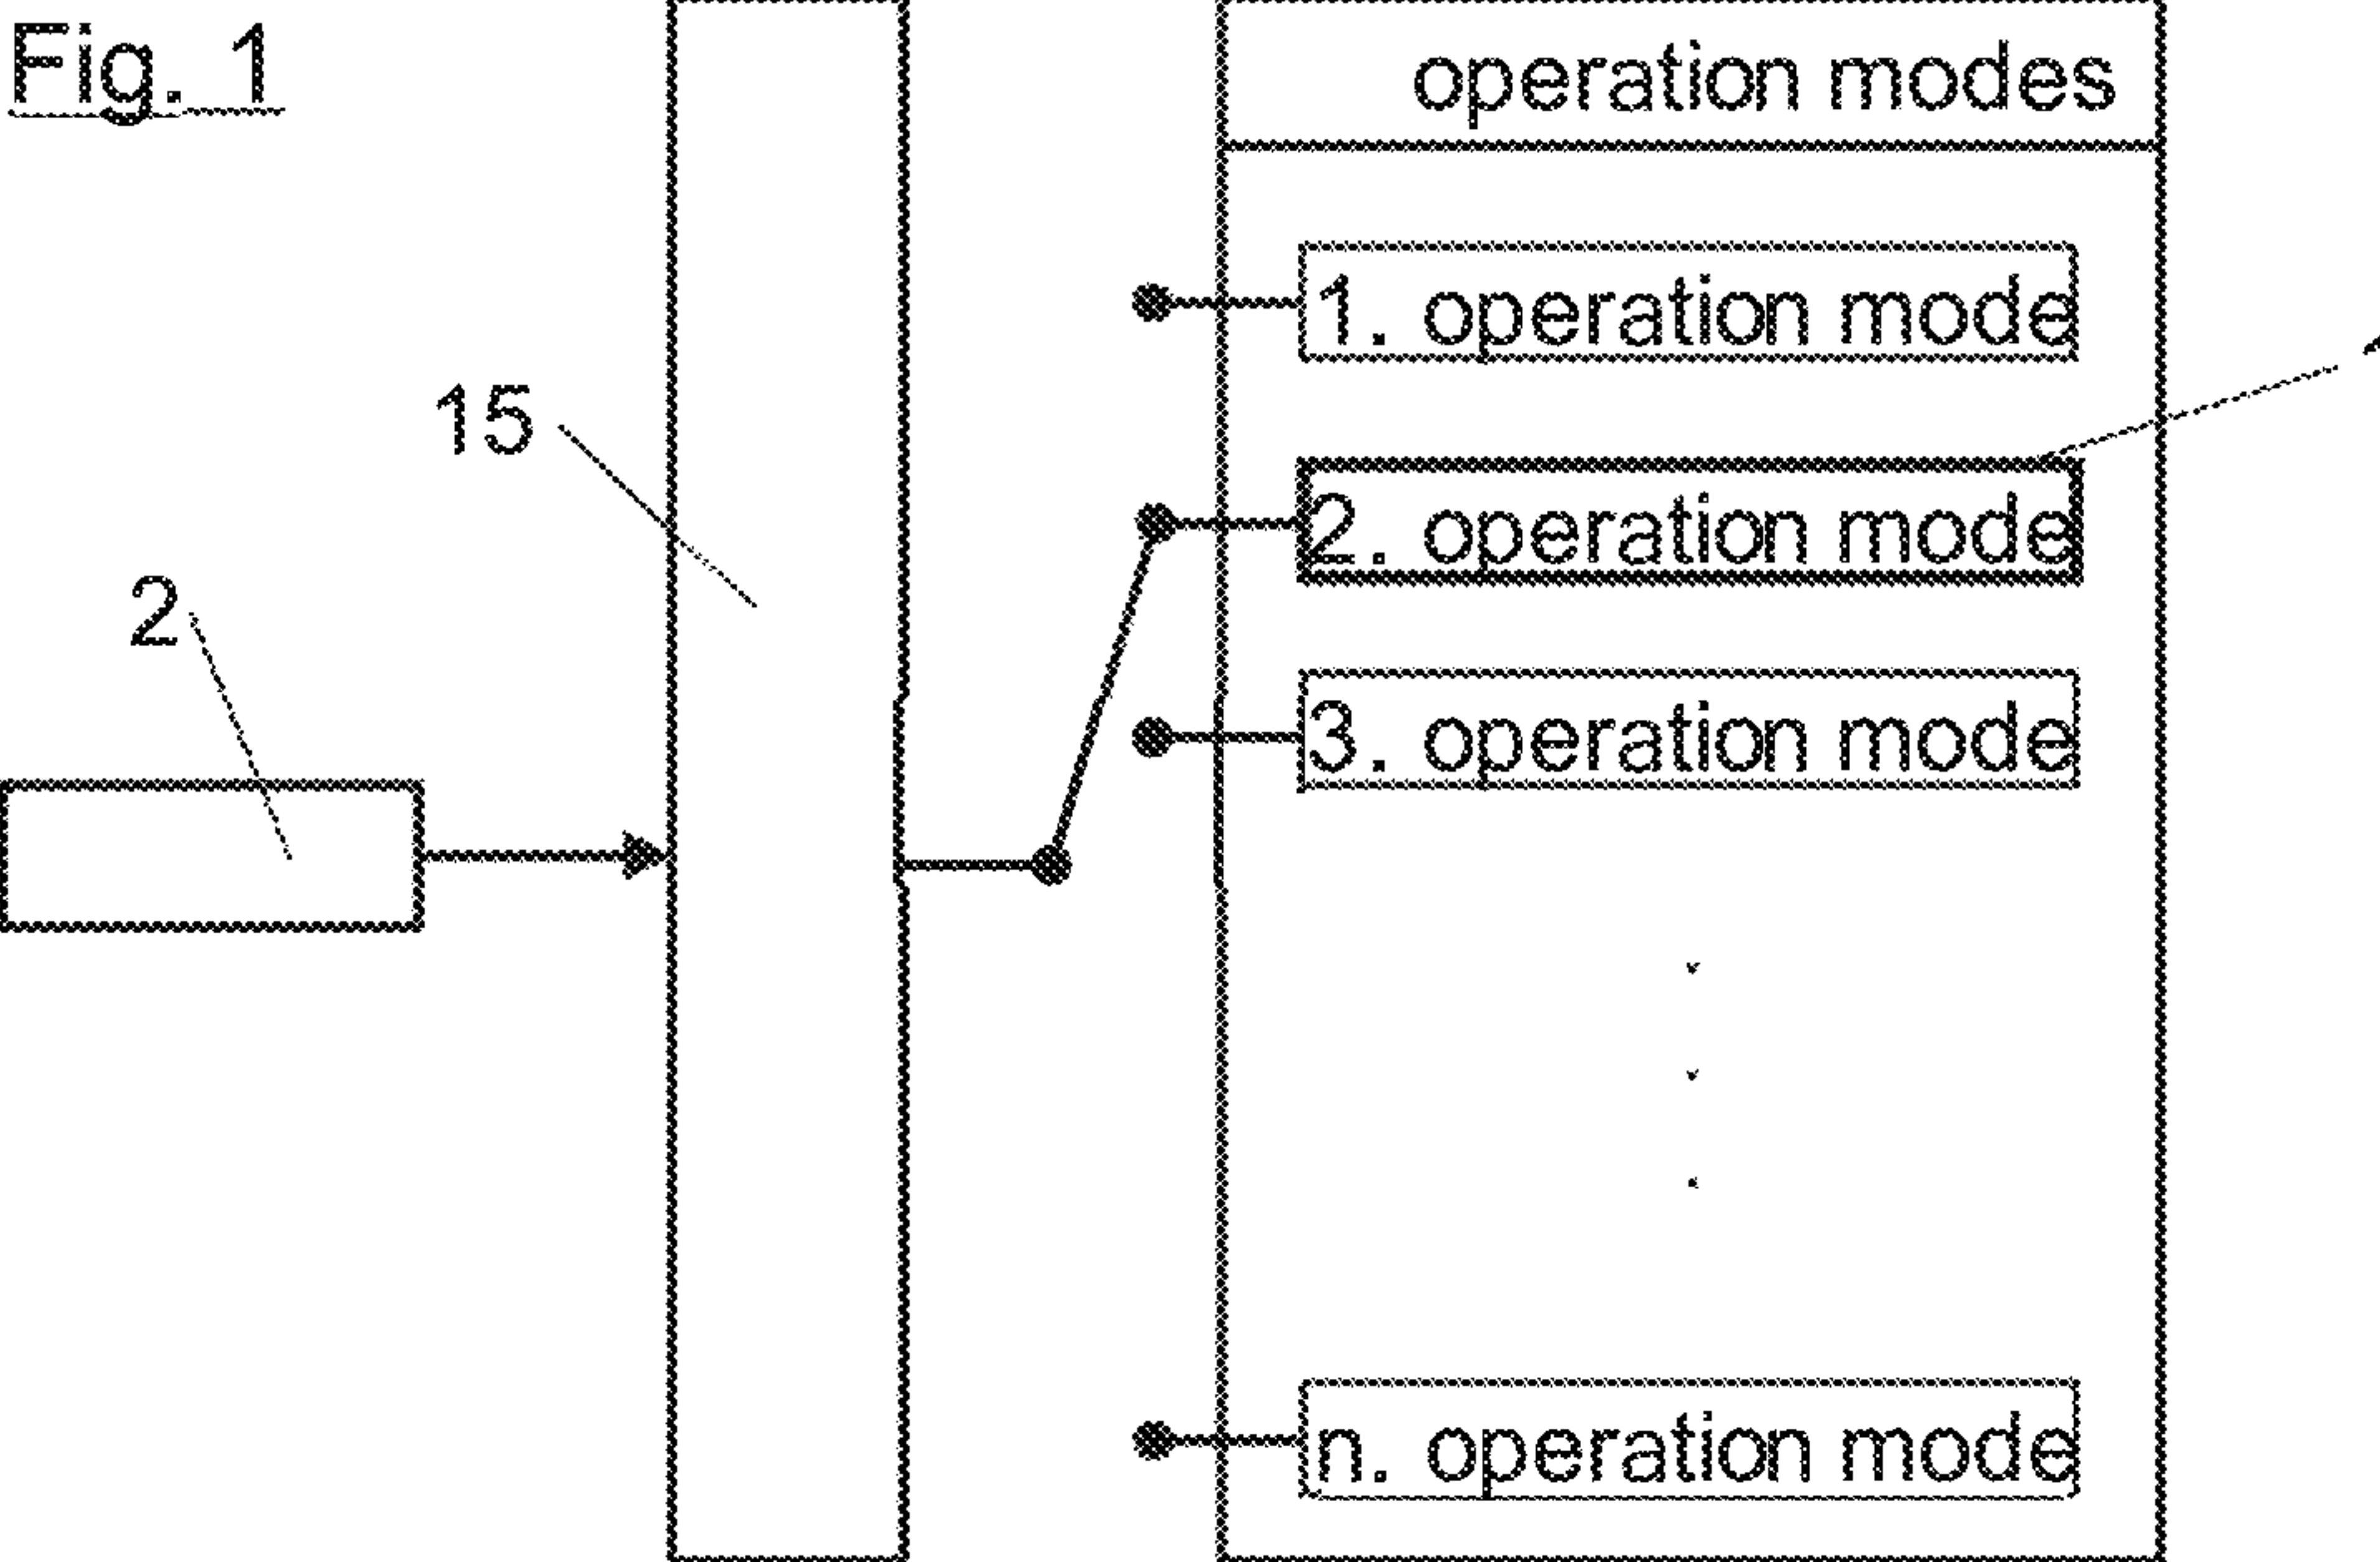 Fig. 1
operation modes
1. operation mode
15
2. operation mode
2
3. operation mode
n. operation mode